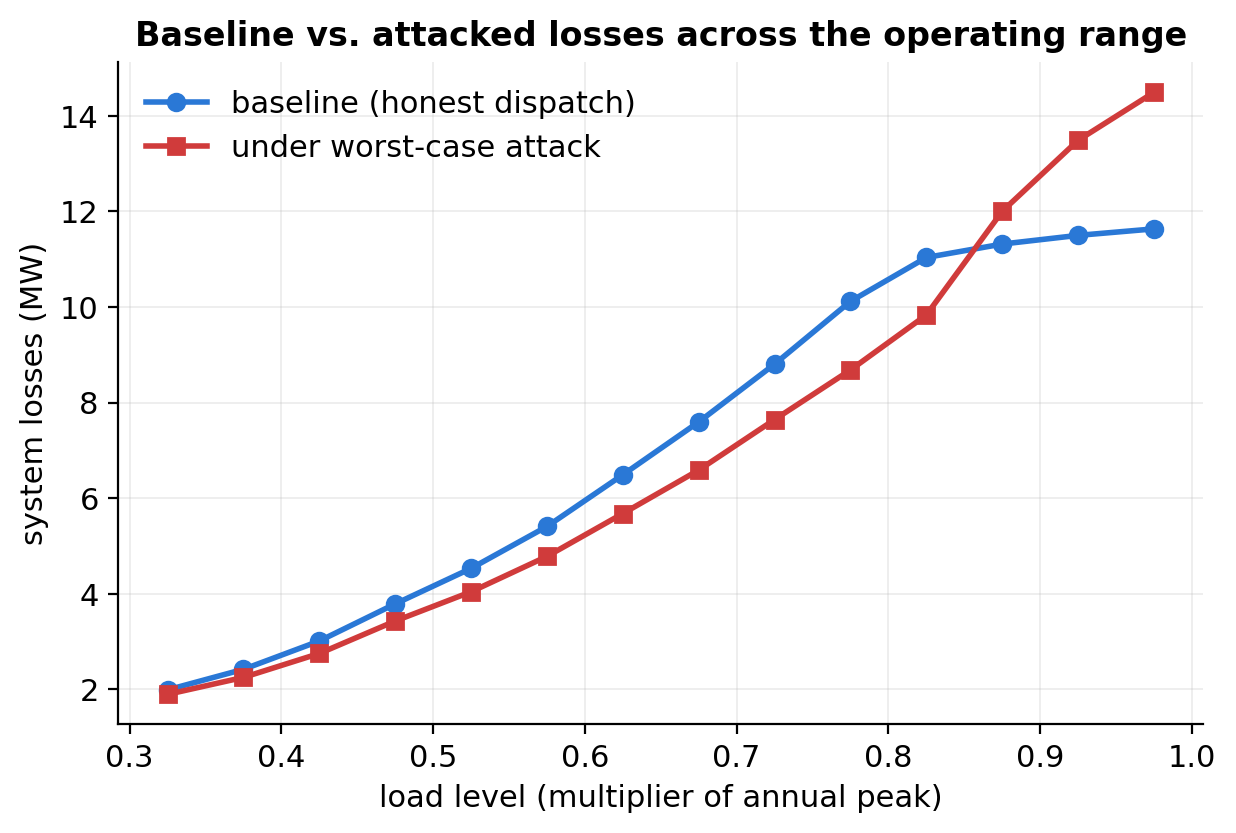 Baseline vs. attacked losses across the operating range
baseline (honest dispatch)
under worst-case attack
system losses (MW)
14
12
10
8
6
4
2
0.3 0.4 0.5 0.6 0.7 0.8 0.9 1.0
load level (multiplier of annual peak)